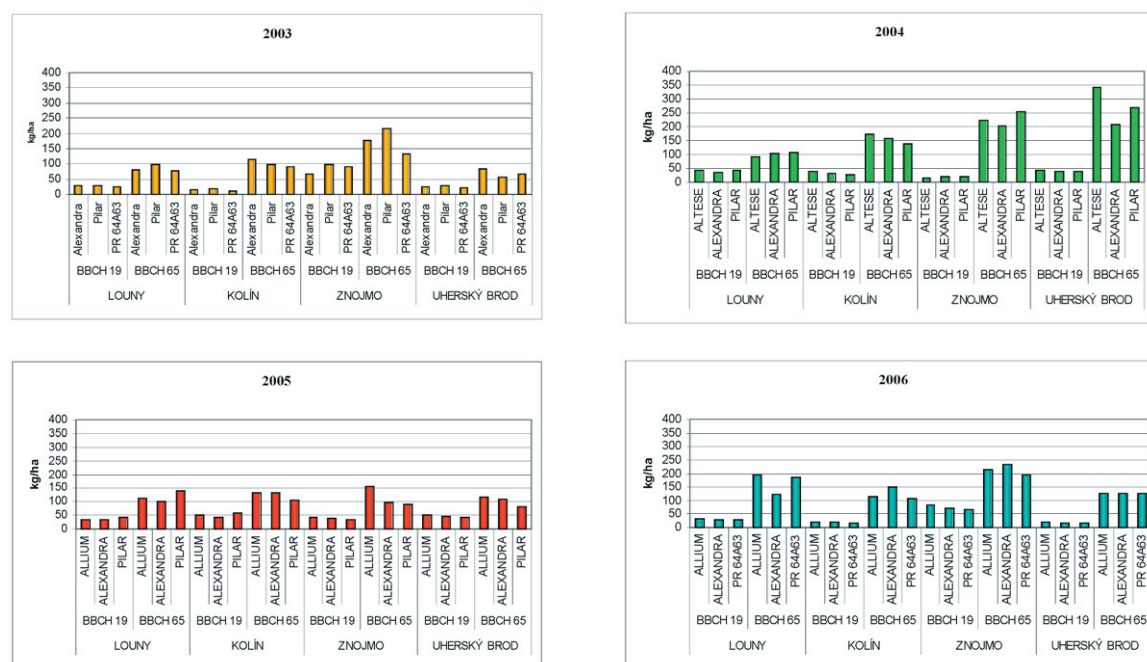 2003
400
350
300
250
200
150
100
50
0
kg/ha
Alexandra Pilar PR 64A63 Alexandra Pilar PR 64A63 Alexandra Pilar PR 64A63 Alexandra Pilar PR 64A63 Alexandra Pilar PR 64A63 Alexandra Pilar PR 64A63 Alexandra Pilar PR 64A63 Alexandra Pilar PR 64A63
BBCH 19 BBCH 65 BBCH 19 BBCH 65 BBCH 19 BBCH 65 BBCH 19 BBCH 65
LOUNY KOLÍN ZNOJMO UHERSKÝ BROD
2004
400
350
300
250
200
150
100
50
0
kg/ha
ALTESE ALEXANDRA PILAR ALTESE ALEXANDRA PILAR ALTESE ALEXANDRA PILAR ALTESE ALEXANDRA PILAR ALTESE ALEXANDRA PILAR ALTESE ALEXANDRA PILAR ALTESE ALEXANDRA PILAR ALTESE ALEXANDRA PILAR
BBCH 19 BBCH 65 BBCH 19 BBCH 65 BBCH 19 BBCH 65 BBCH 19 BBCH 65
LOUNY KOLÍN ZNOJMO UHERSKÝ BROD
2005
400
350
300
250
200
150
100
50
0
kg/ha
ALLIUM ALEXANDRA PILAR ALLIUM ALEXANDRA PILAR ALLIUM ALEXANDRA PILAR ALLIUM ALEXANDRA PILAR ALLIUM ALEXANDRA PILAR ALLIUM ALEXANDRA PILAR ALLIUM ALEXANDRA PILAR ALLIUM ALEXANDRA PILAR
BBCH 19 BBCH 65 BBCH 19 BBCH 65 BBCH 19 BBCH 65 BBCH 19 BBCH 65
LOUNY KOLÍN ZNOJMO UHERSKÝ BROD
2006
400
350
300
250
200
150
100
50
0
kg/ha
ALLIUM ALEXANDRA PR 64A63 ALLIUM ALEXANDRA PR 64A63 ALLIUM ALEXANDRA PR 64A63 ALLIUM ALEXANDRA PR 64A63 ALLIUM ALEXANDRA PR 64A63 ALLIUM ALEXANDRA PR 64A63 ALLIUM ALEXANDRA PR 64A63 ALLIUM ALEXANDRA PR 64A63
BBCH 19 BBCH 65 BBCH 19 BBCH 65 BBCH 19 BBCH 65 BBCH 19 BBCH 65
LOUNY KOLÍN ZNOJMO UHERSKÝ BROD